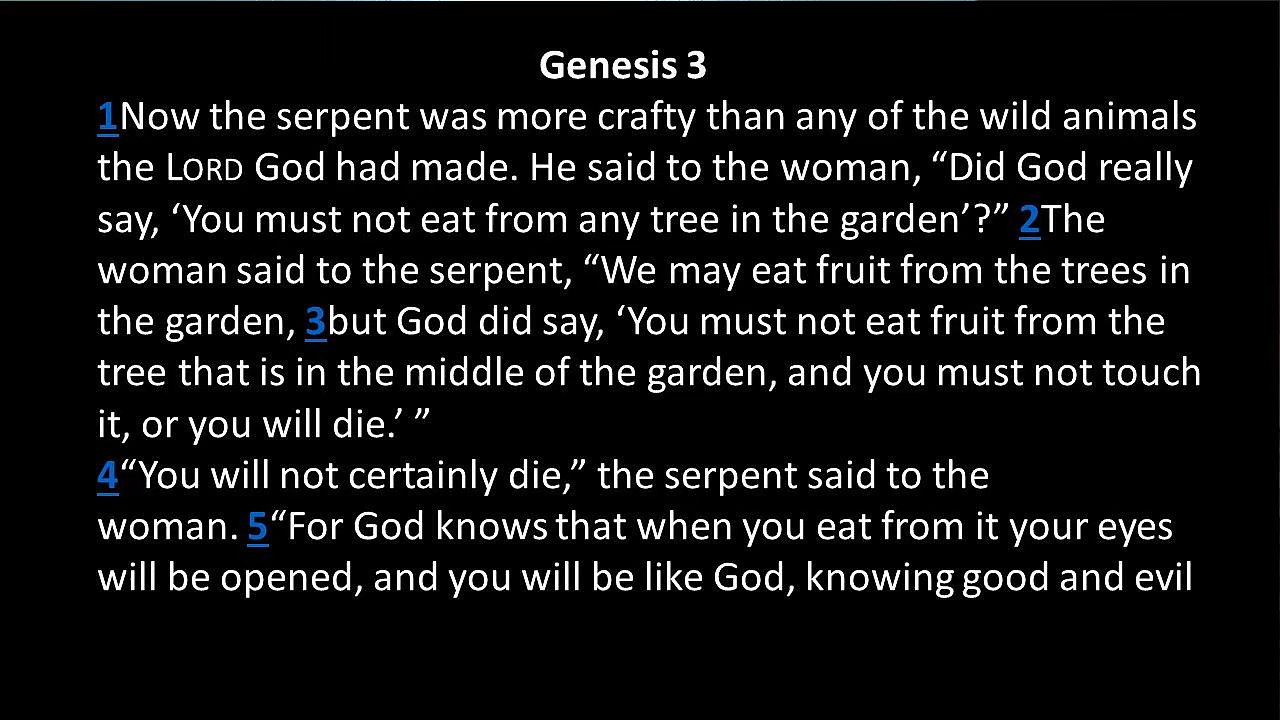 Genesis 3
1Now the serpent was more crafty than any of the wild animals
the LORD God had made. He said to the woman, “Did God really
say, ‘You must not eat from any tree in the garden’?” 2The
woman said to the serpent, “We may eat fruit from the trees in
the garden, 3but God did say, ‘You must not eat fruit from the
tree that is in the middle of the garden, and you must not touch
it, or you will die.’ ”
4“You will not certainly die,” the serpent said to the
woman. 5“For God knows that when you eat from it your eyes
will be opened, and you will be like God, knowing good and evil